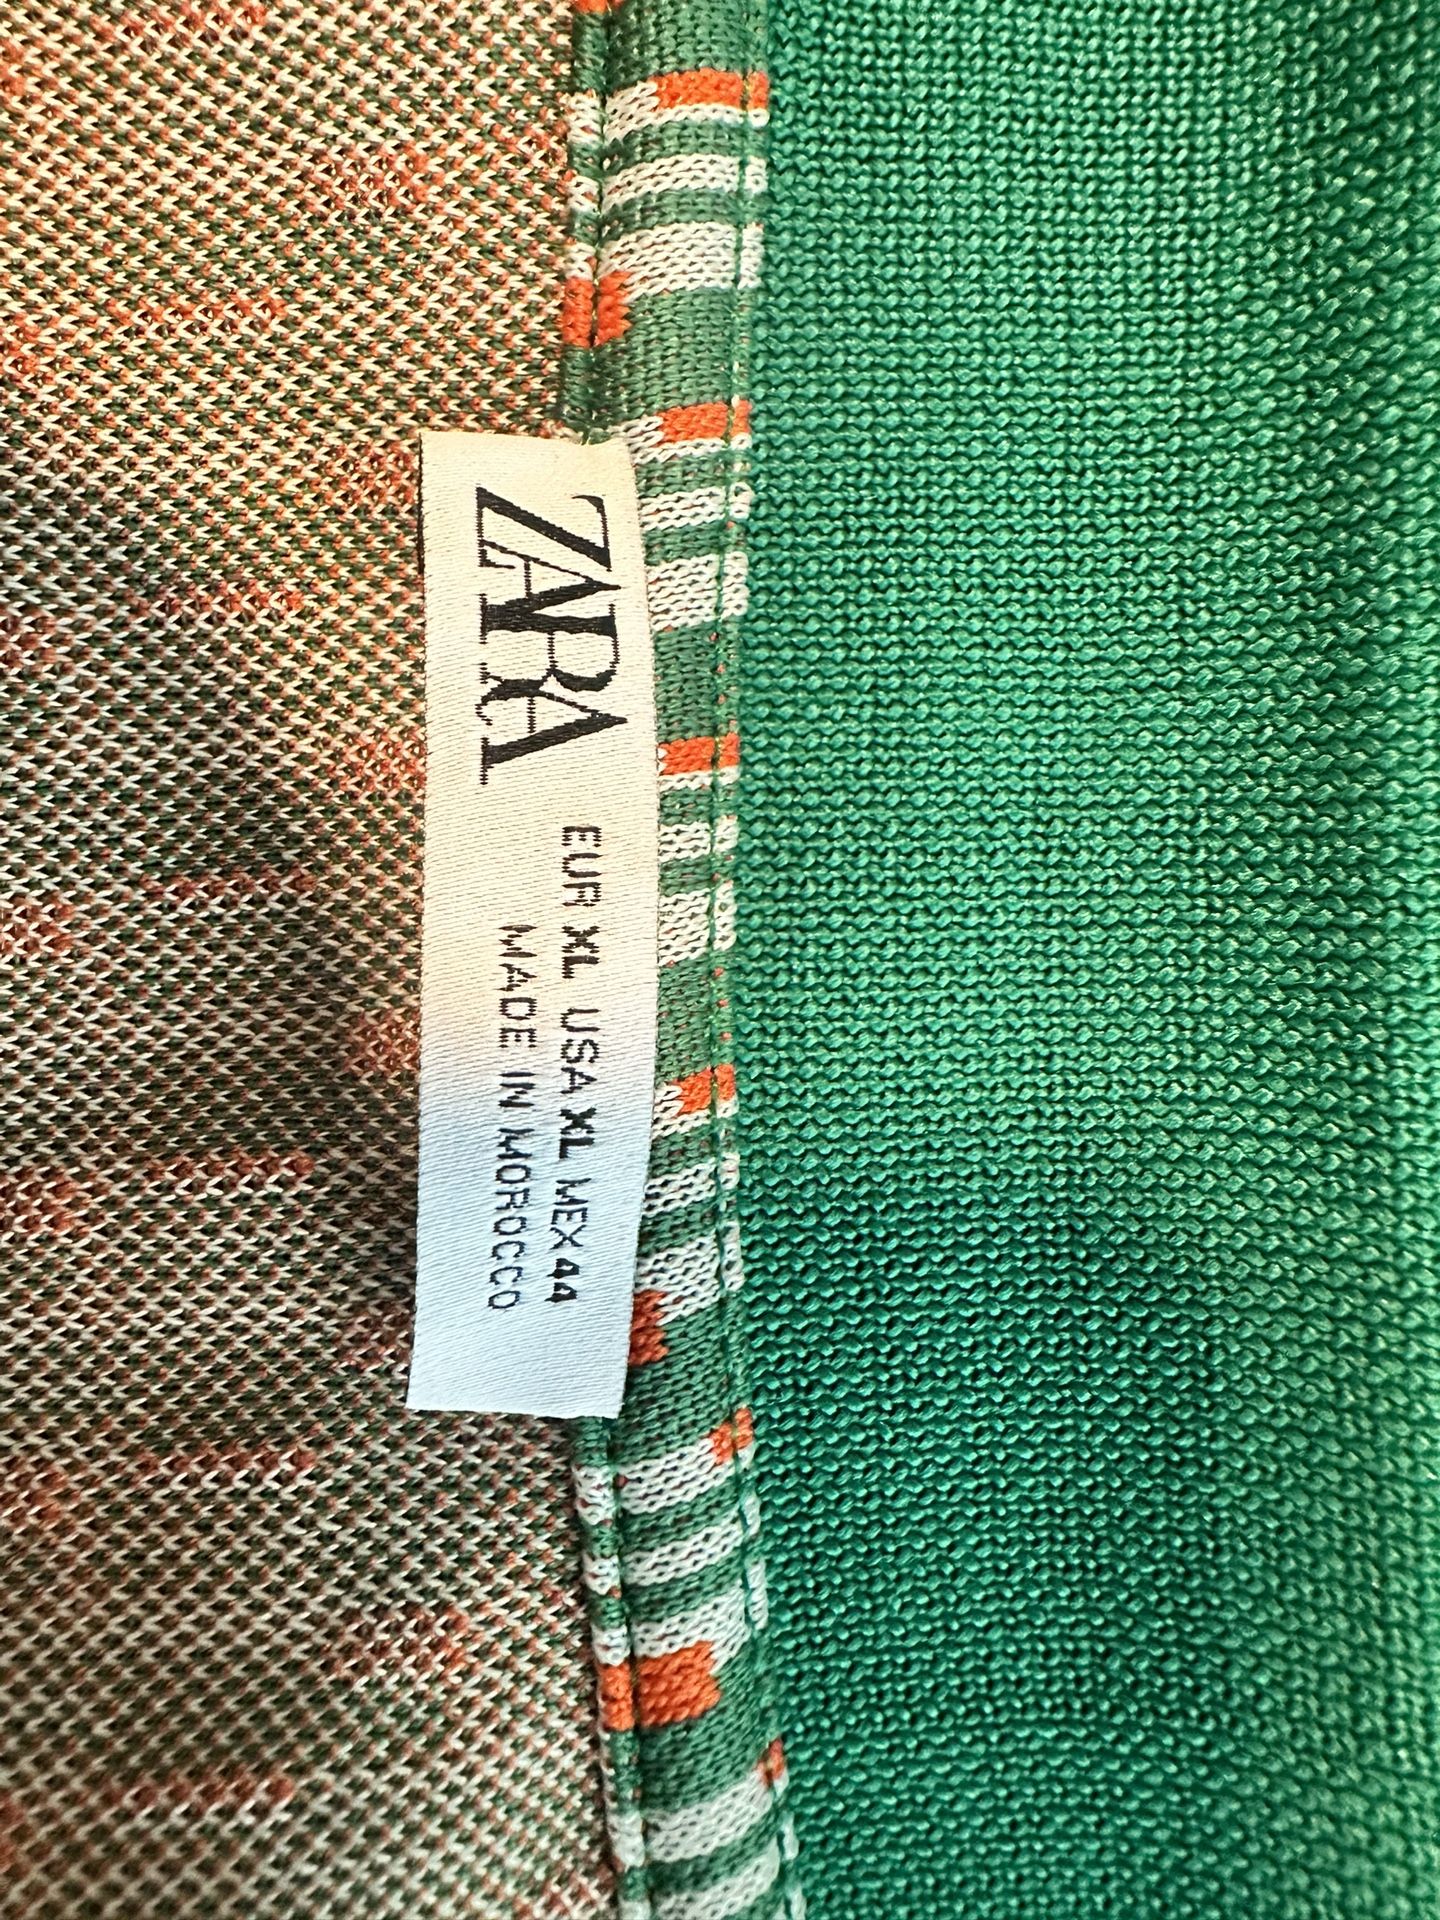 ZARA
EUR XL USA XL MEX 44
MADE IN MOROCCO